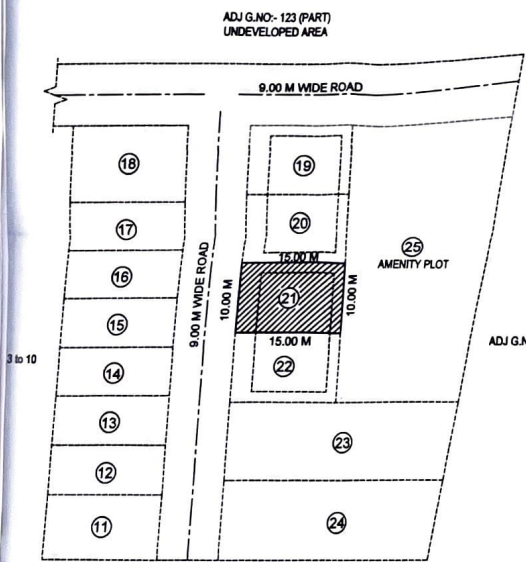 ADJ G.NO:- 123 (PART)
UNDEVELOPED AREA
9.00 M WIDE ROAD
18
19
17
20
25
AMENITY PLOT
15.00 M
16
9.00 M WIDE ROAD
10.00 M
21
10.00 M
15
15.00 M
ADJ G.N
3 to 10
14
22
13
23
12
11
24